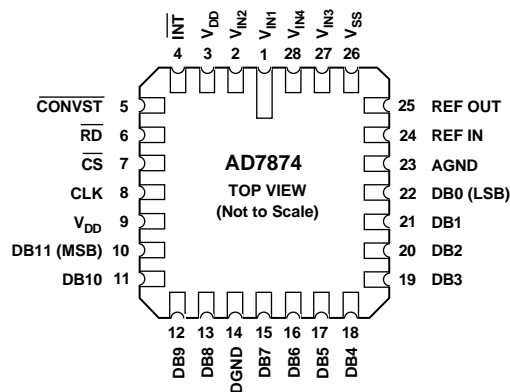 INT VDD VIN2 VIN1 VIN4 VIN3 VSS
4 3 2 1 28 27 26
CONVST 5
RD 6
CS 7
CLK 8
VDD 9
DB11 (MSB) 10
DB10 11
AD7874
TOP VIEW
(Not to Scale)
25 REF OUT
24 REF IN
23 AGND
22 DB0 (LSB)
21 DB1
20 DB2
19 DB3
12 13 14 15 16 17 18
DB9 DB8 DGND DB7 DB6 DB5 DB4